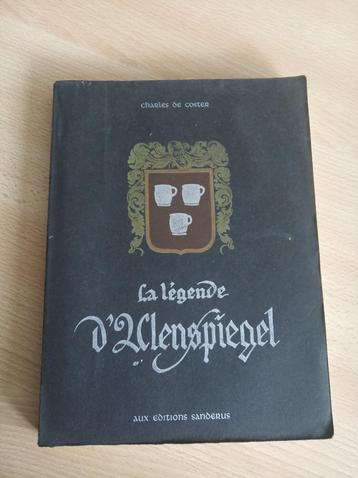 Charles de Coster
La légende
d'Ulenspiegel
aux editions sanderus